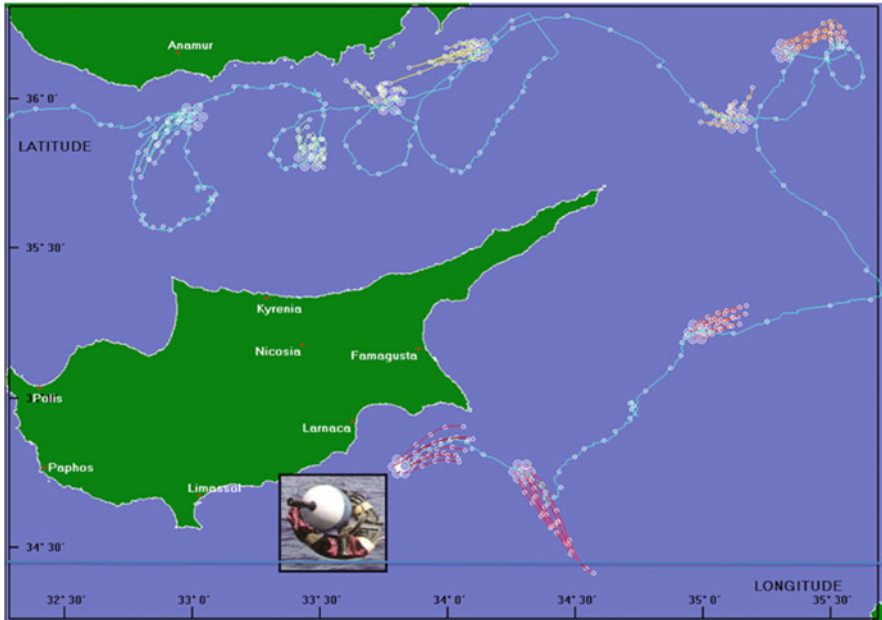 Anamur
36° 0'
LATITUDE
35° 30'
Kyrenia
Nicosia
Famagusta
Polis
Larnaca
Paphos
Limassol
34° 30'
LONGITUDE
32° 30' 33° 0' 33° 30' 34° 0' 34° 30' 35° 0' 35° 30'